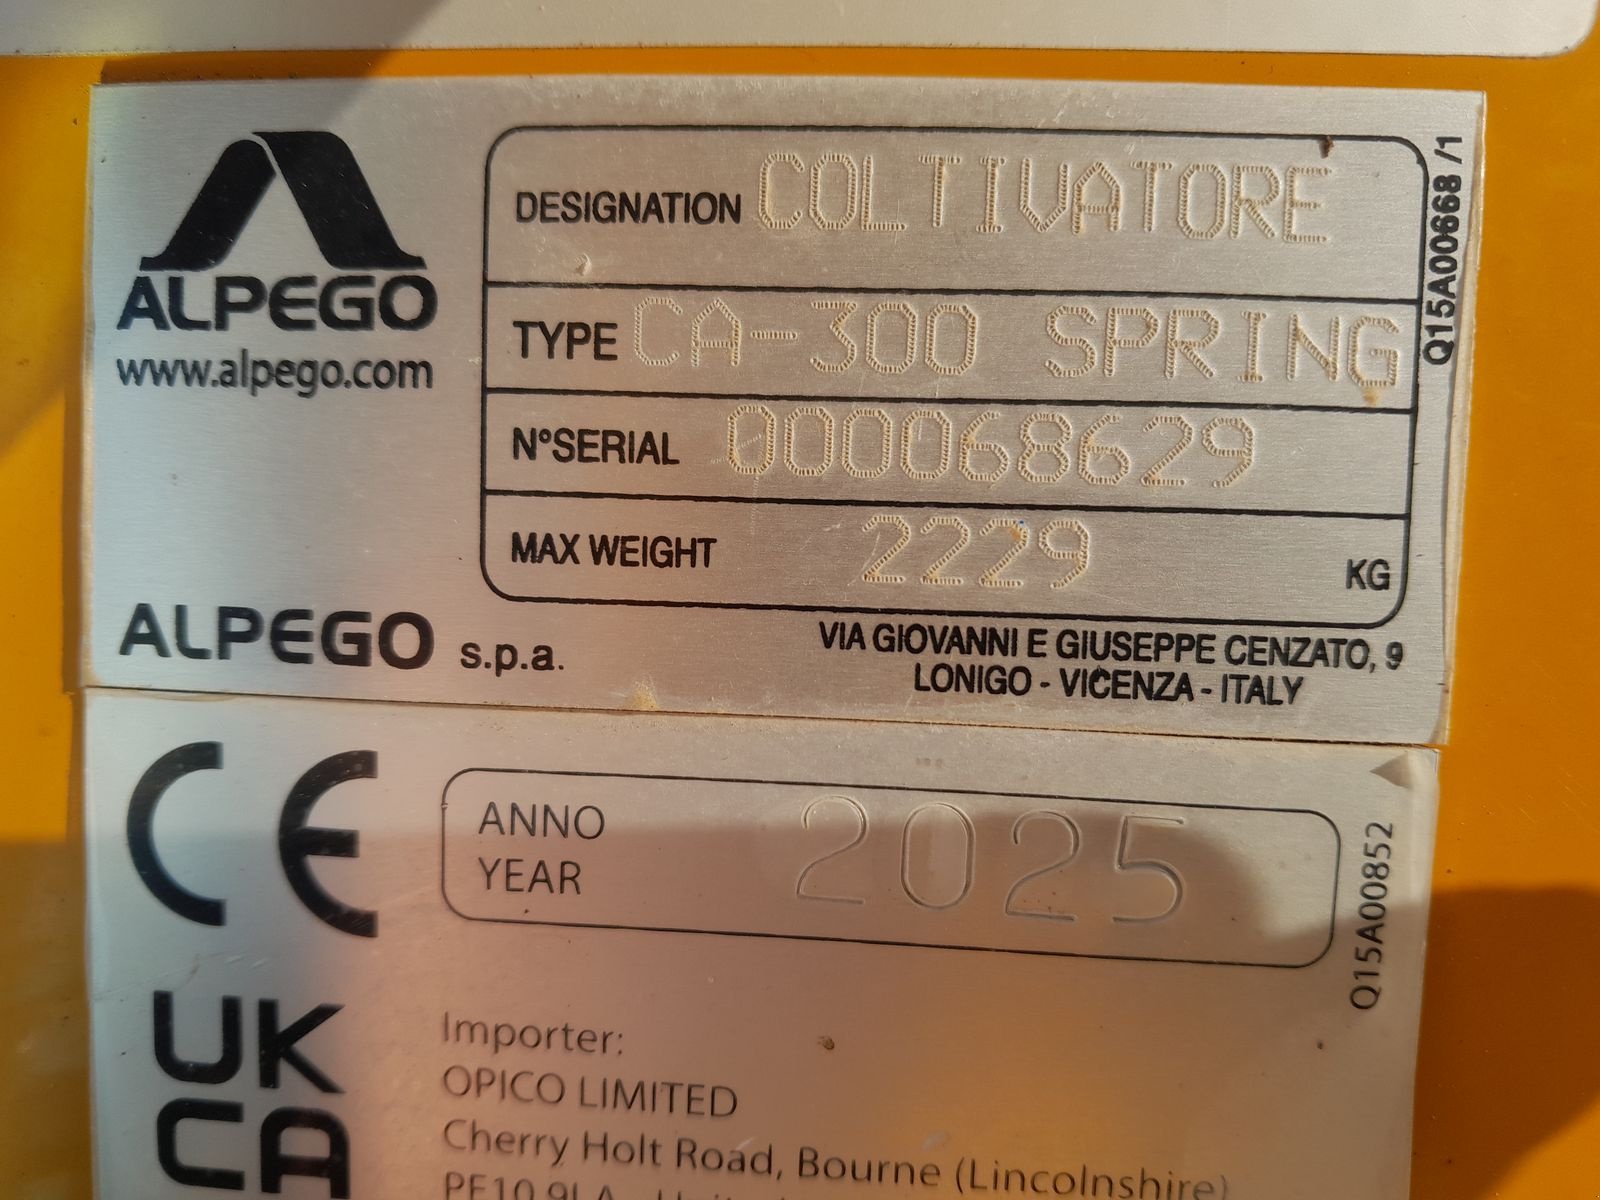 ALPEGO
www.alpego.com
DESIGNATION COLTIVATORE
TYPE CA-300 SPRING
N°SERIAL 000068629
MAX WEIGHT 2229 KG
Q15A00668 /1
ALPEGO s.p.a.
VIA GIOVANNI E GIUSEPPE CENZATO, 9
LONIGO - VICENZA - ITALY
CE
ANNO
YEAR
2025
Q15A00852
UK
CA
Importer:
OPICO LIMITED
Cherry Holt Road, Bourne (Lincolnshire)
PE10 9LA